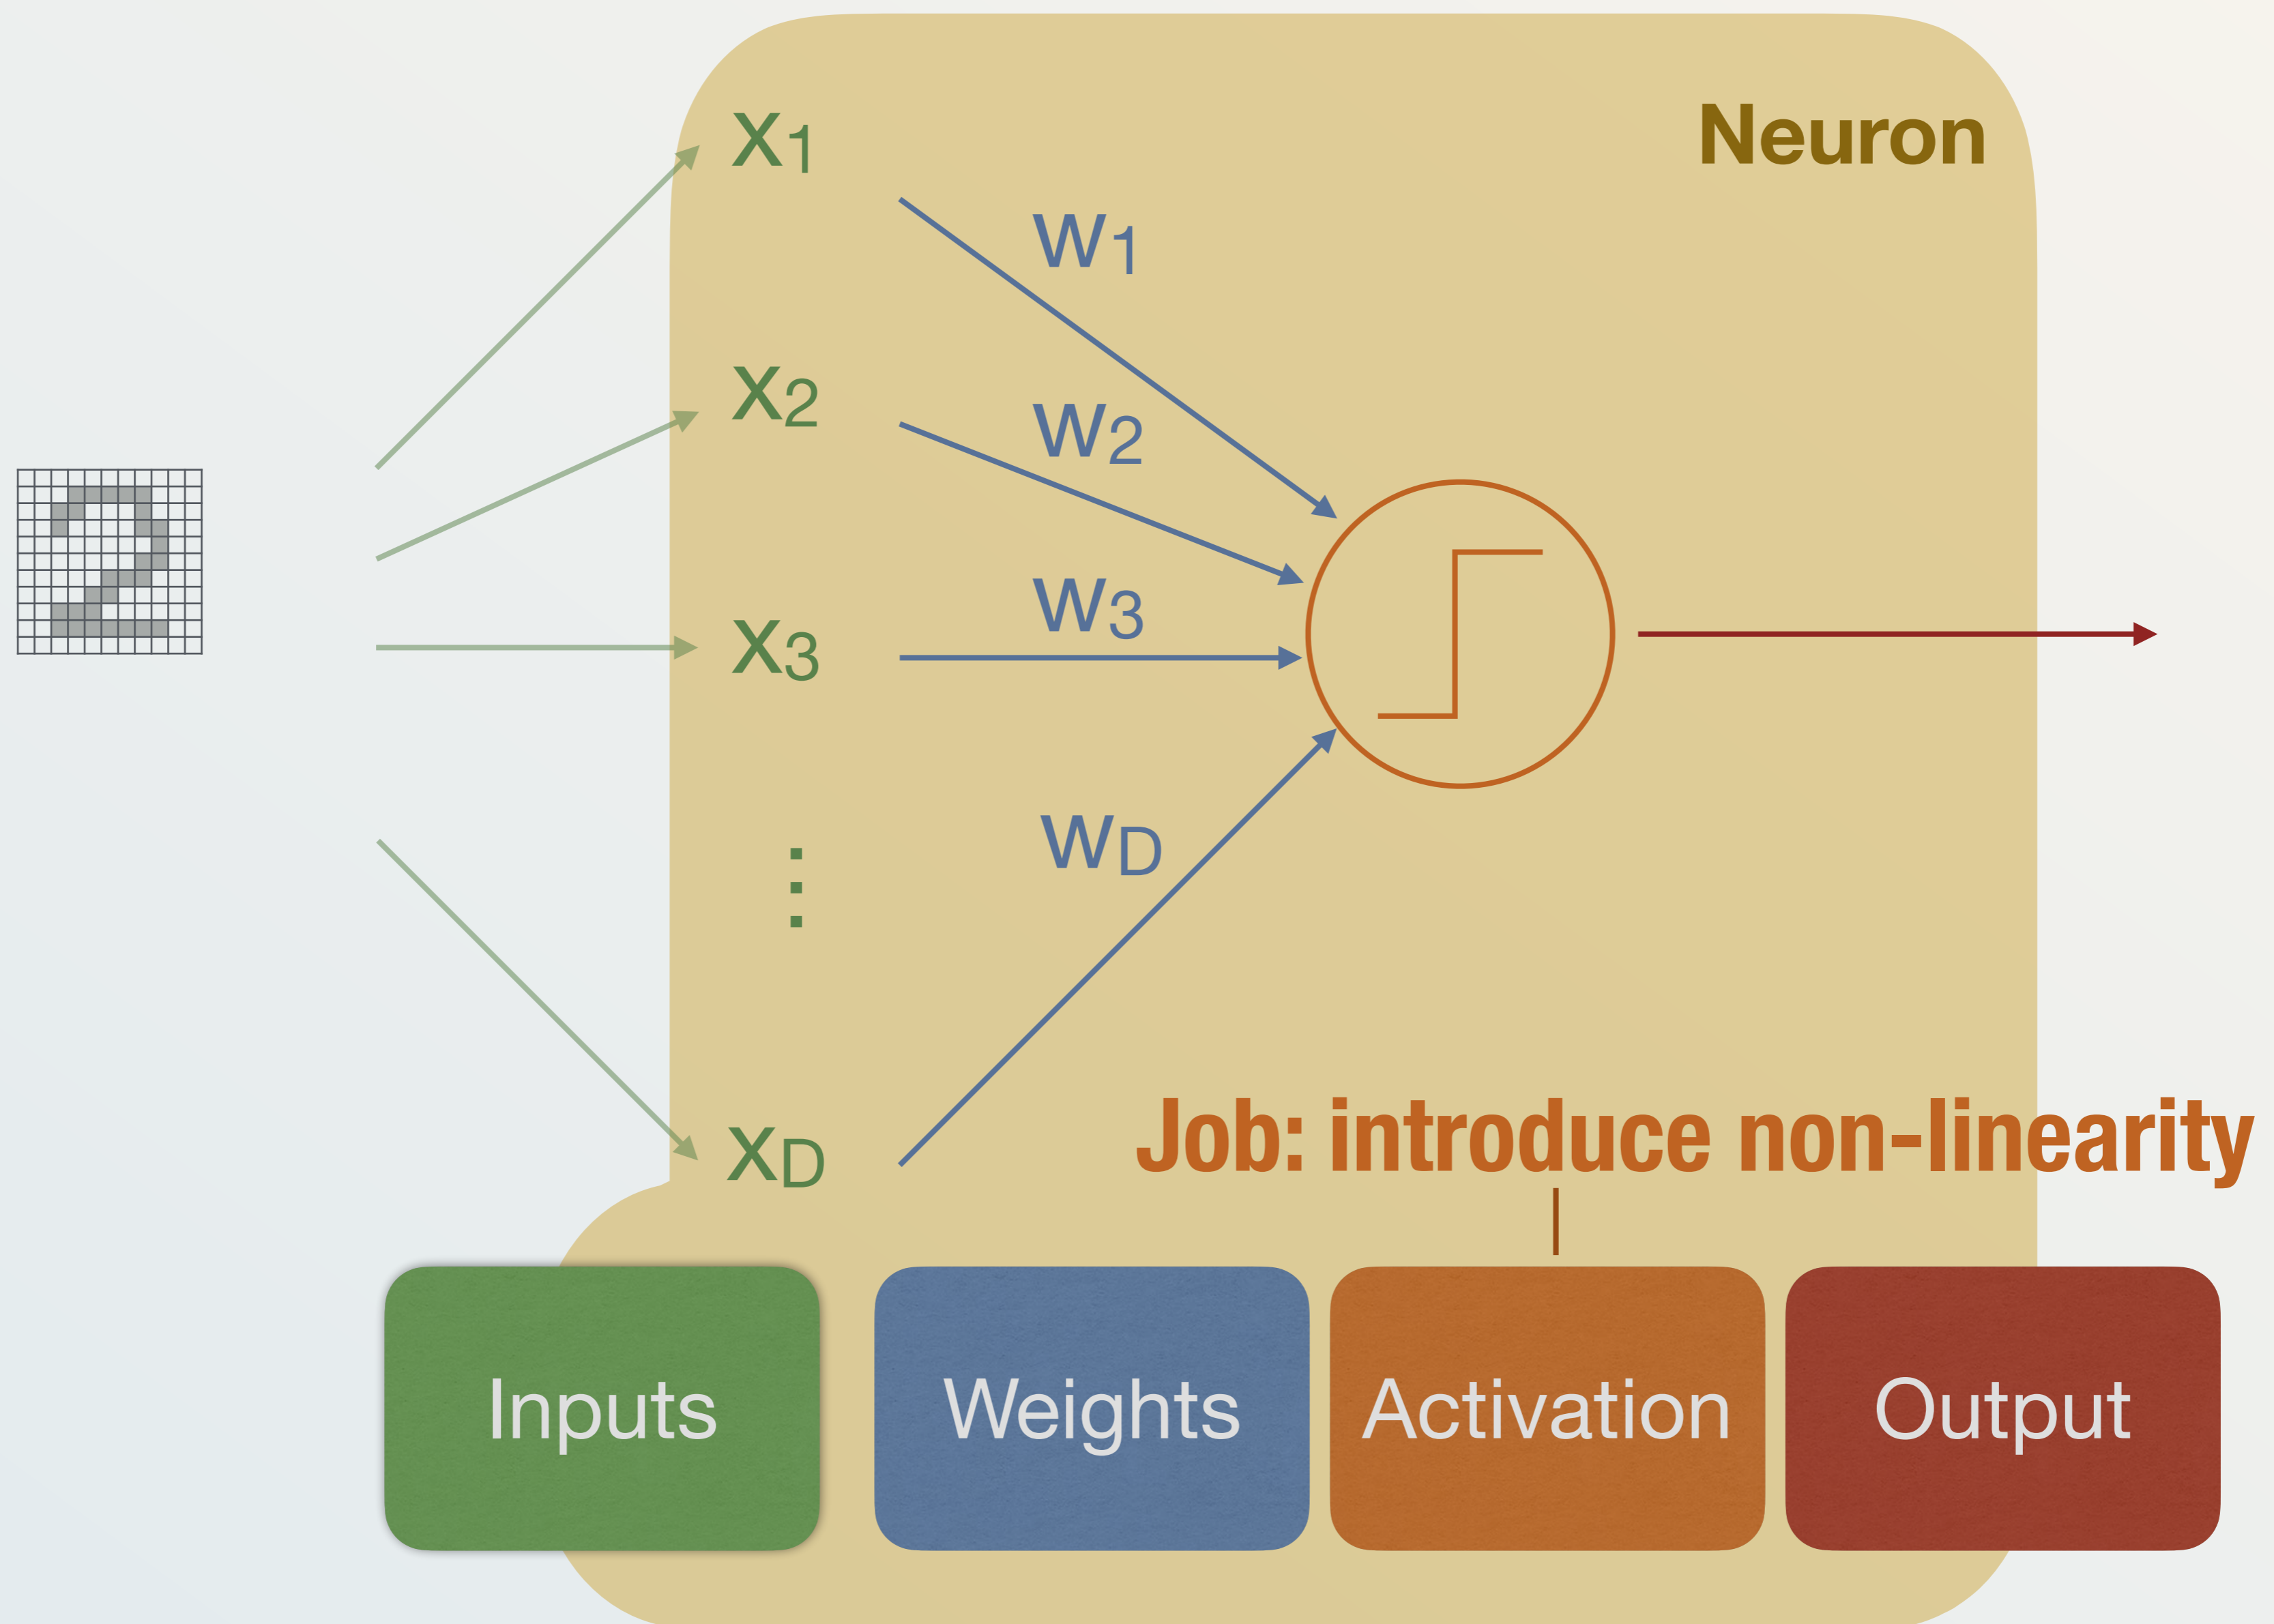 Neuron
x1
w1
x2
w2
x3
w3
wD
xD
Job: introduce non-linearity
Inputs
Weights
Activation
Output